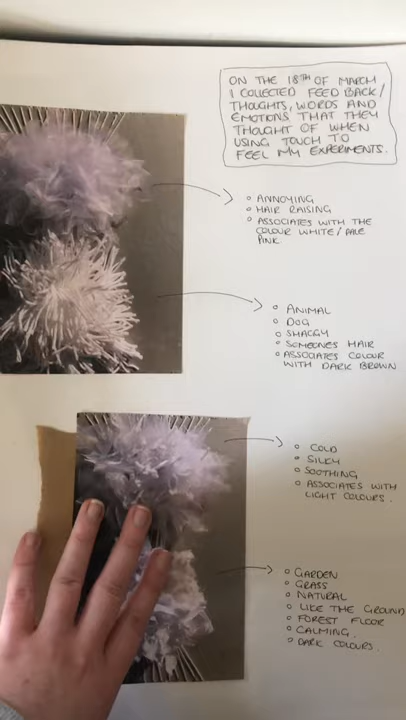 ON THE 18TH OF MARCH
I COLLECTED FEED BACK/
THOUGHTS, WORDS AND
EMOTIONS THAT THEY
THOUGHT OF WHEN
USING TOUCH TO
FEEL MY EXPERIMENTS.
ANNOYING
HAIR RAISING
ASSOCIATES WITH THE
COLOUR WHITE/PALE
PINK
ANIMAL
DOG
SHAGGY
SOMEONES HAIR
ASSOCIATES COLOUR
WITH DARK BROWN
COLD
SILKY
SOOTHING
ASSOCIATES WITH
LIGHT COLOURS.
GARDEN
GRASS
NATURAL
LIKE THE GROUND
FOREST FLOOR
CALMING.
DARK COLOURS.